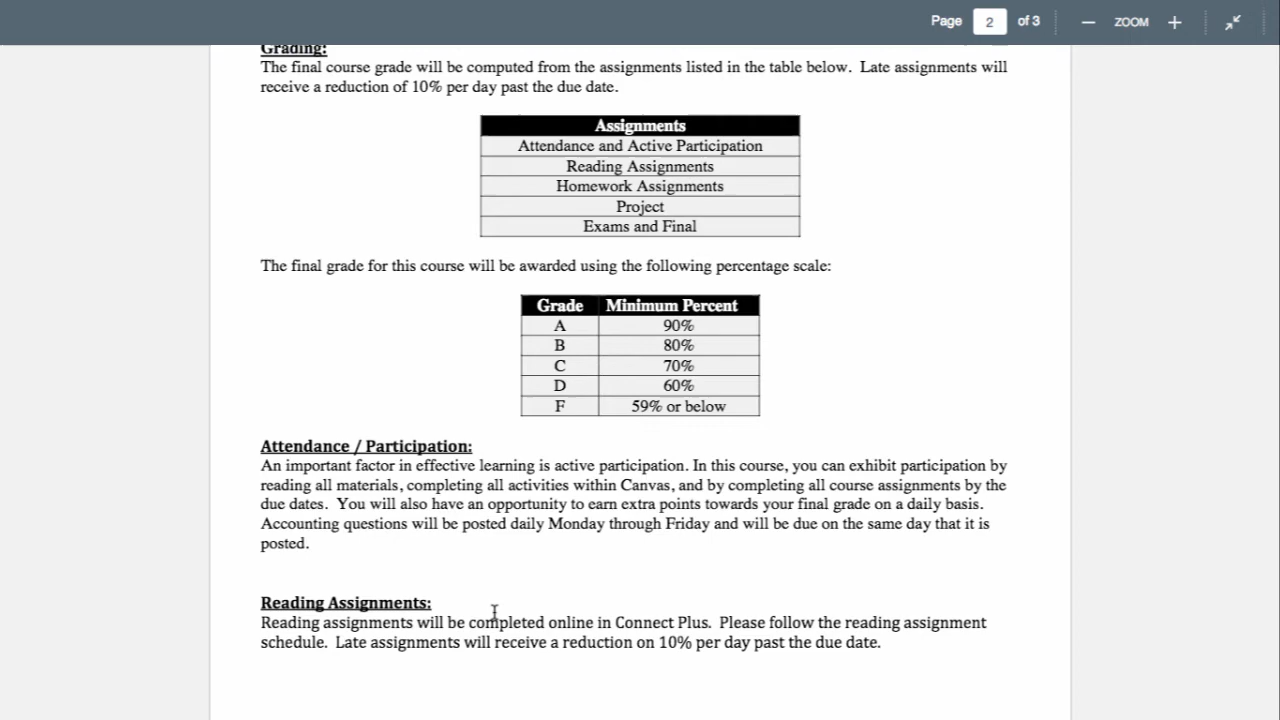 Page 2 of 3 — ZOOM +
Grading:
The final course grade will be computed from the assignments listed in the table below.  Late assignments will
receive a reduction of 10% per day past the due date.
Assignments
Attendance and Active Participation
Reading Assignments
Homework Assignments
Project
Exams and Final
The final grade for this course will be awarded using the following percentage scale:
Grade Minimum Percent
A 90%
B 80%
C 70%
D 60%
F 59% or below
Attendance / Participation:
An important factor in effective learning is active participation. In this course, you can exhibit participation by
reading all materials, completing all activities within Canvas, and by completing all course assignments by the
due dates.  You will also have an opportunity to earn extra points towards your final grade on a daily basis.
Accounting questions will be posted daily Monday through Friday and will be due on the same day that it is
posted.
Reading Assignments:
Reading assignments will be completed online in Connect Plus.  Please follow the reading assignment
schedule.  Late assignments will receive a reduction on 10% per day past the due date.